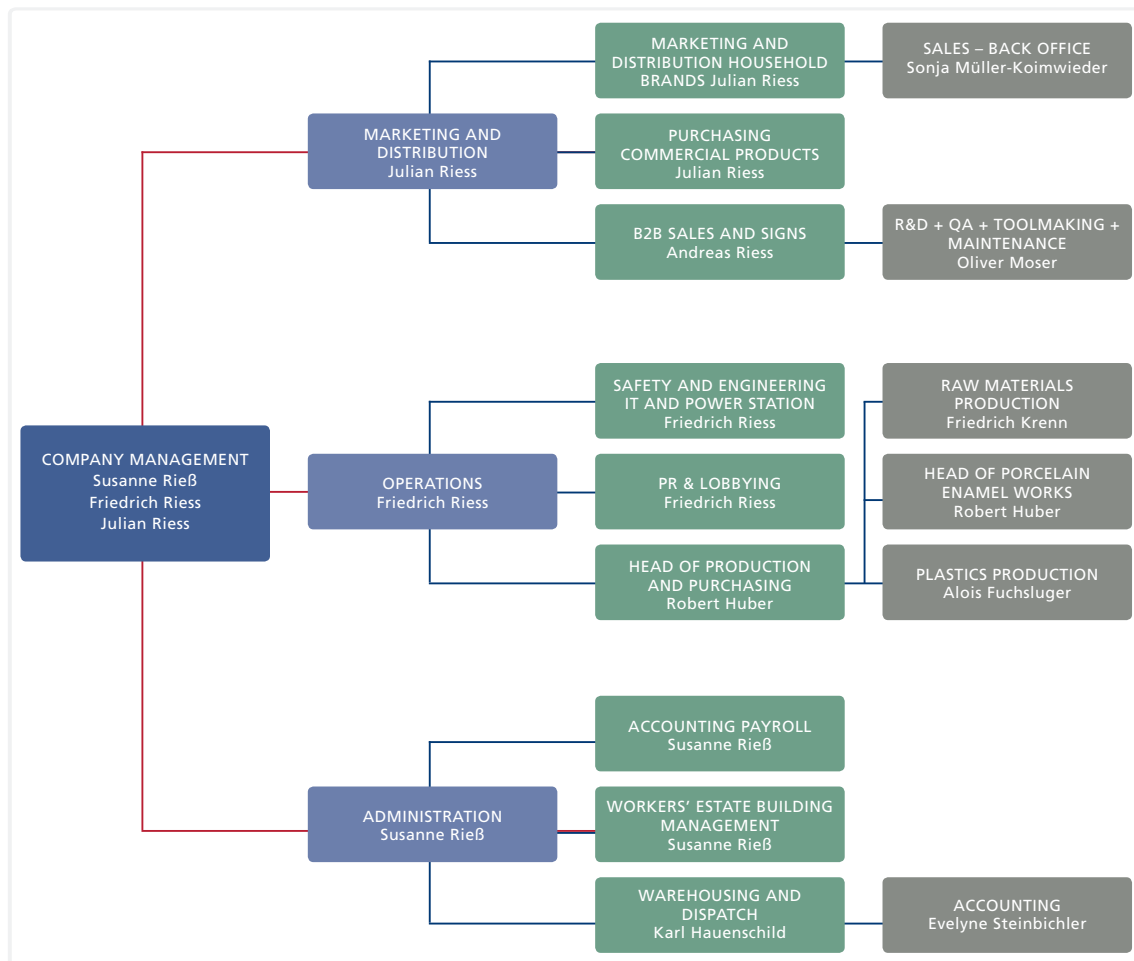 MARKETING AND
DISTRIBUTION HOUSEHOLD
BRANDS Julian Riess
SALES – BACK OFFICE
Sonja Müller-Koimwieder
MARKETING AND
DISTRIBUTION
Julian Riess
PURCHASING
COMMERCIAL PRODUCTS
Julian Riess
B2B SALES AND SIGNS
Andreas Riess
R&D + QA + TOOLMAKING +
MAINTENANCE
Oliver Moser
SAFETY AND ENGINEERING
IT AND POWER STATION
Friedrich Riess
RAW MATERIALS
PRODUCTION
Friedrich Krenn
COMPANY MANAGEMENT
Susanne Rieß
Friedrich Riess
Julian Riess
OPERATIONS
Friedrich Riess
PR & LOBBYING
Friedrich Riess
HEAD OF PORCELAIN
ENAMEL WORKS
Robert Huber
HEAD OF PRODUCTION
AND PURCHASING
Robert Huber
PLASTICS PRODUCTION
Alois Fuchsluger
ACCOUNTING PAYROLL
Susanne Rieß
ADMINISTRATION
Susanne Rieß
WORKERS’ ESTATE BUILDING
MANAGEMENT
Susanne Rieß
WAREHOUSING AND
DISPATCH
Karl Hauenschild
ACCOUNTING
Evelyne Steinbichler